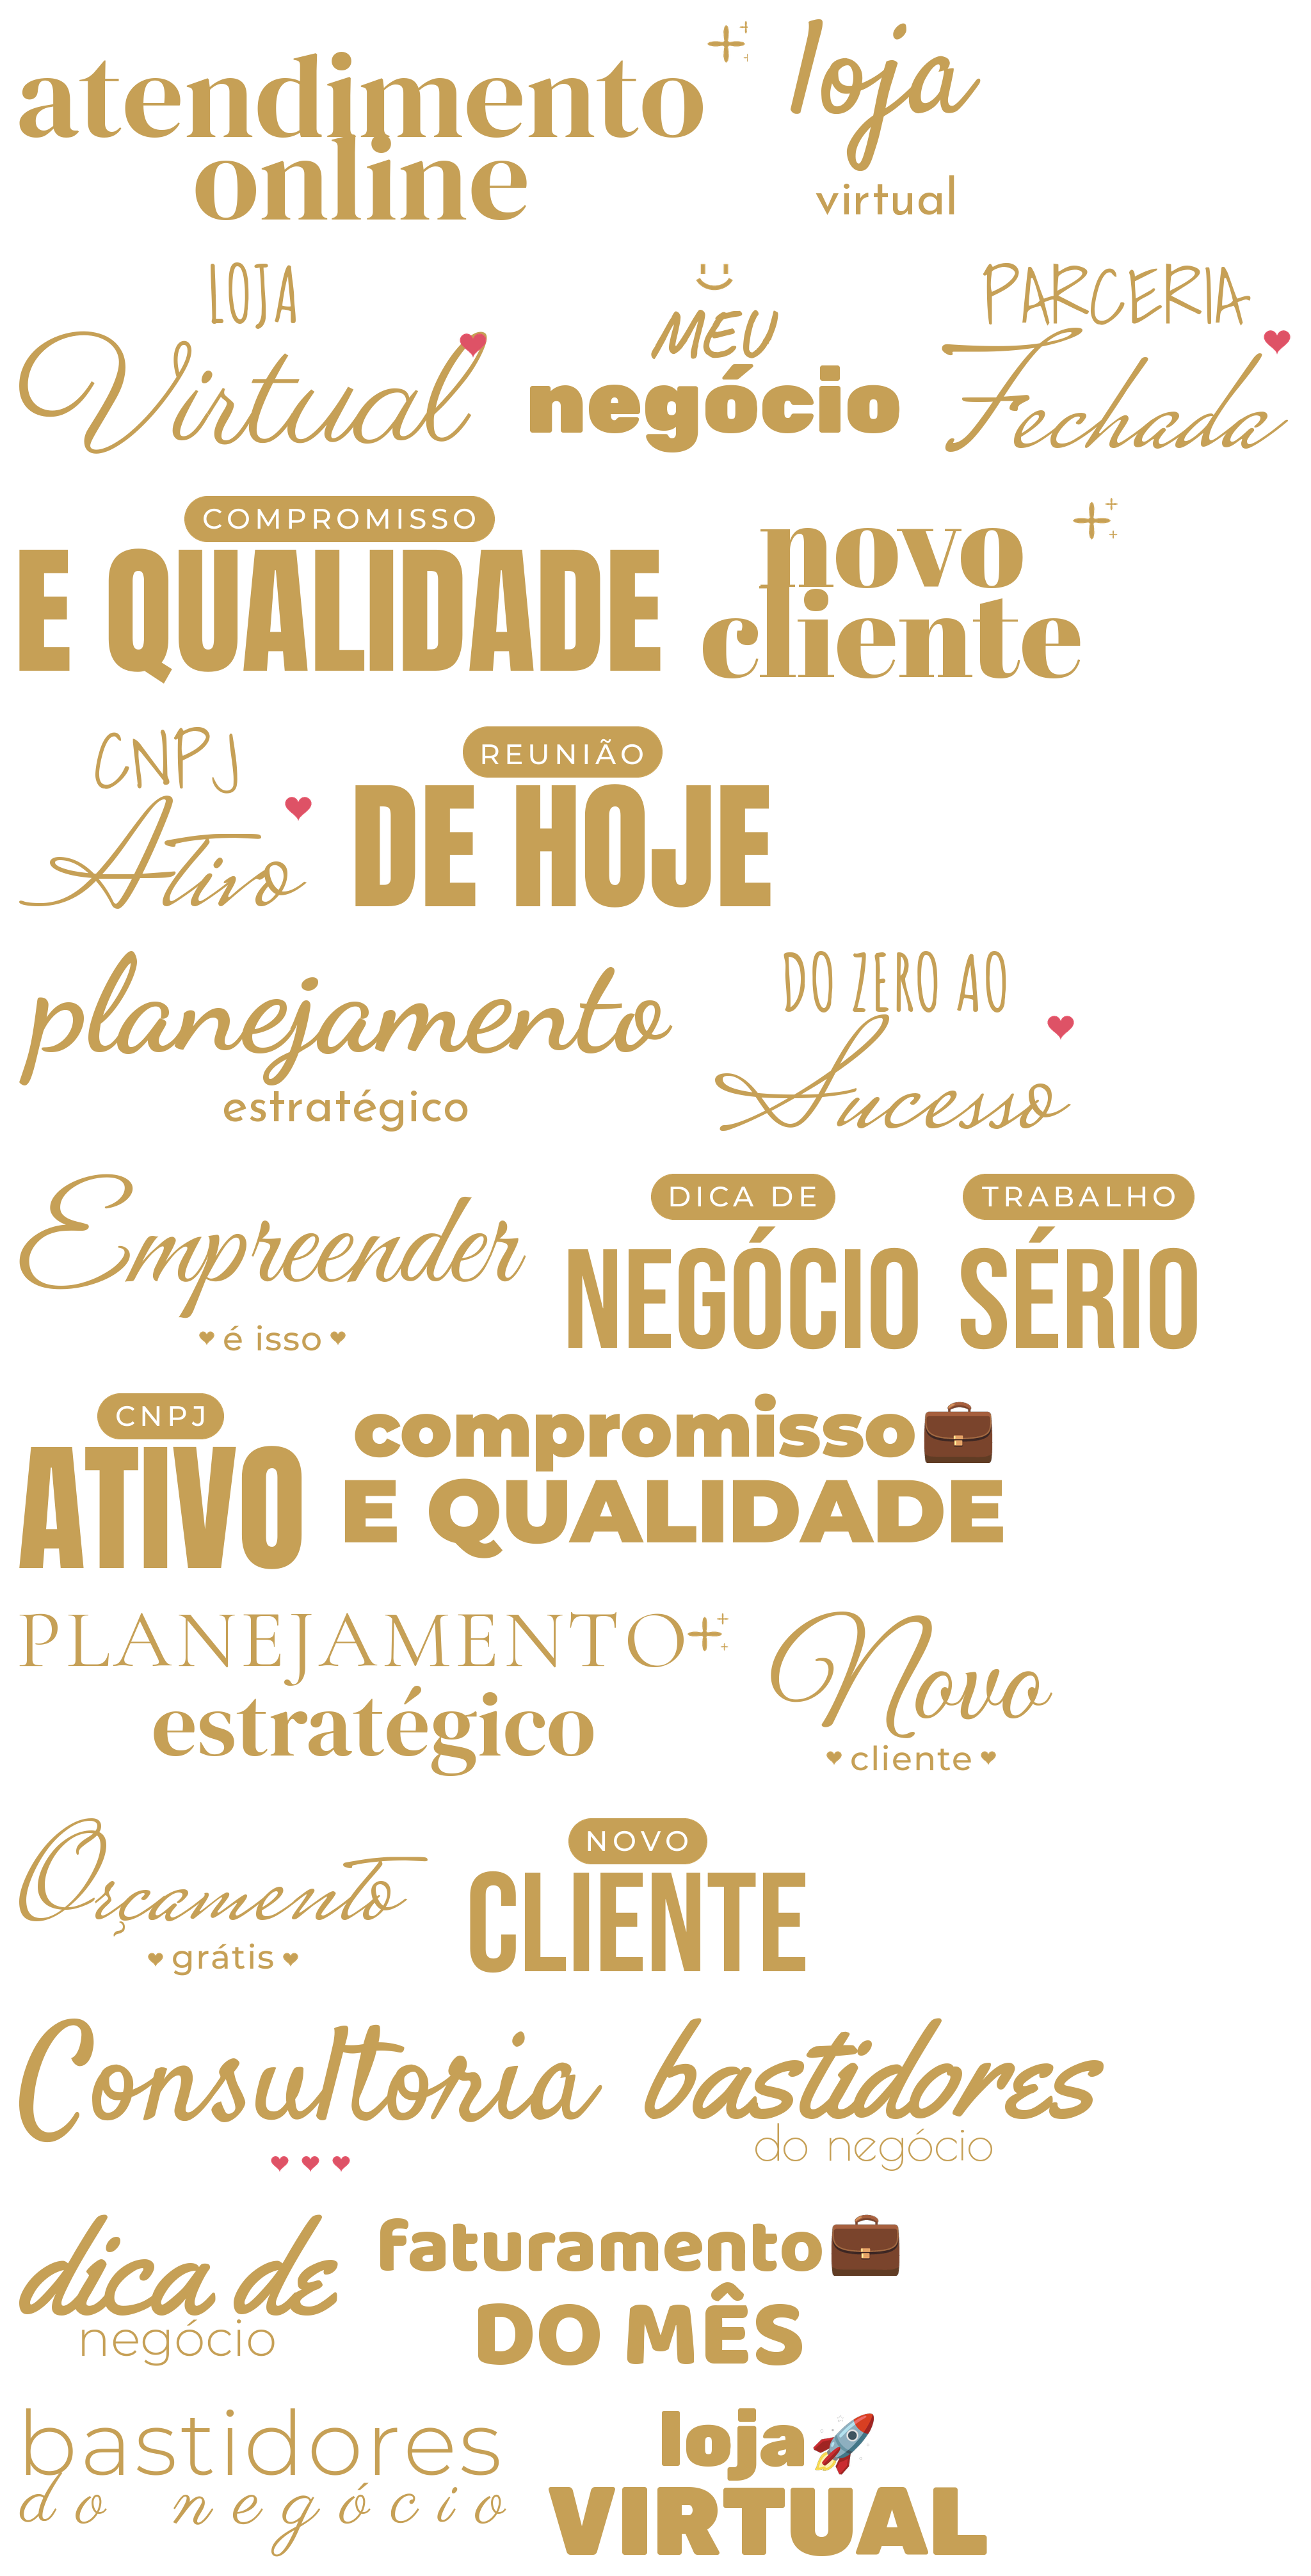 atendimento
online
loja
virtual
LOJA
Virtual
MEU
negócio
PARCERIA
Fechada
COMPROMISSO
E QUALIDADE
novo
cliente
CNPJ
Ativo
REUNIÃO
DE HOJE
planejamento
estratégico
DO ZERO AO
Sucesso
Empreender
é isso
DICA DE
NEGÓCIO
TRABALHO
SÉRIO
CNPJ
ATIVO
compromisso
E QUALIDADE
PLANEJAMENTO
estratégico
Novo
cliente
Orçamento
grátis
NOVO
CLIENTE
Consultoria
bastidores
do negócio
dica de
negócio
faturamento
DO MÊS
bastidores
do negócio
loja
VIRTUAL